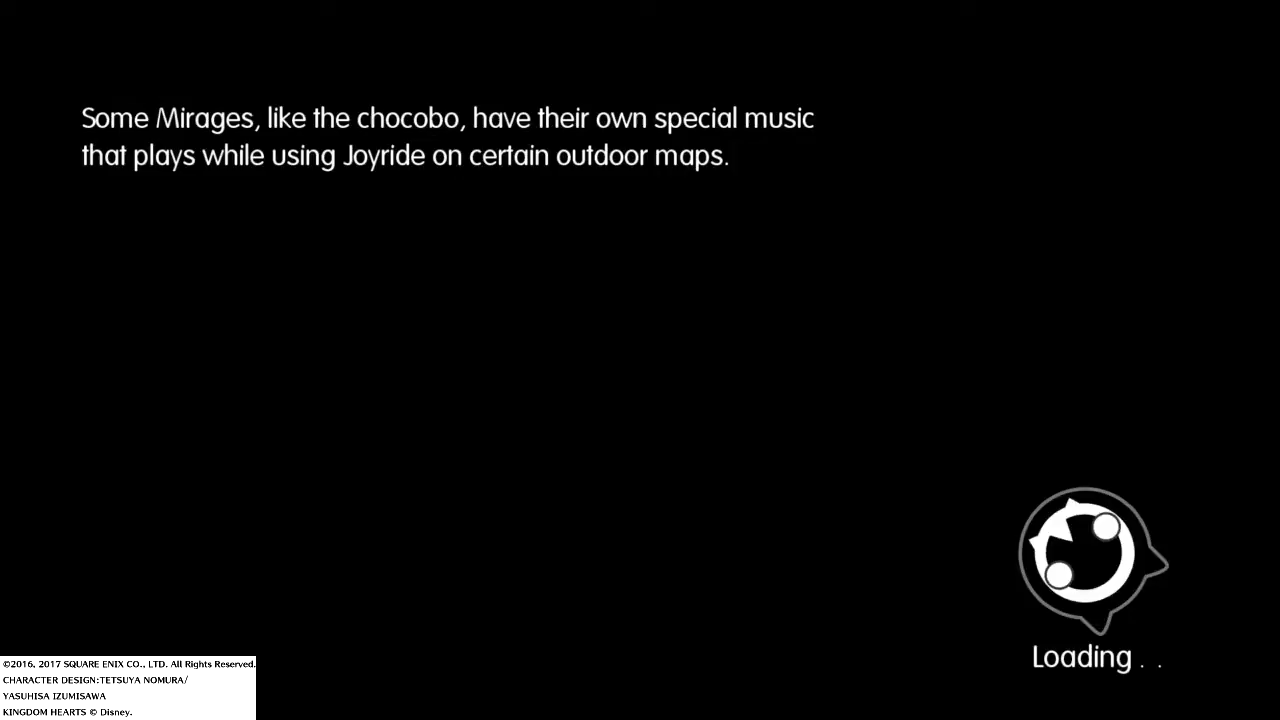 Some Mirages, like the chocobo, have their own special music
that plays while using Joyride on certain outdoor maps.
Loading . .
©2016, 2017 SQUARE ENIX CO., LTD. All Rights Reserved.
CHARACTER DESIGN:TETSUYA NOMURA/
YASUHISA IZUMISAWA
KINGDOM HEARTS © Disney.